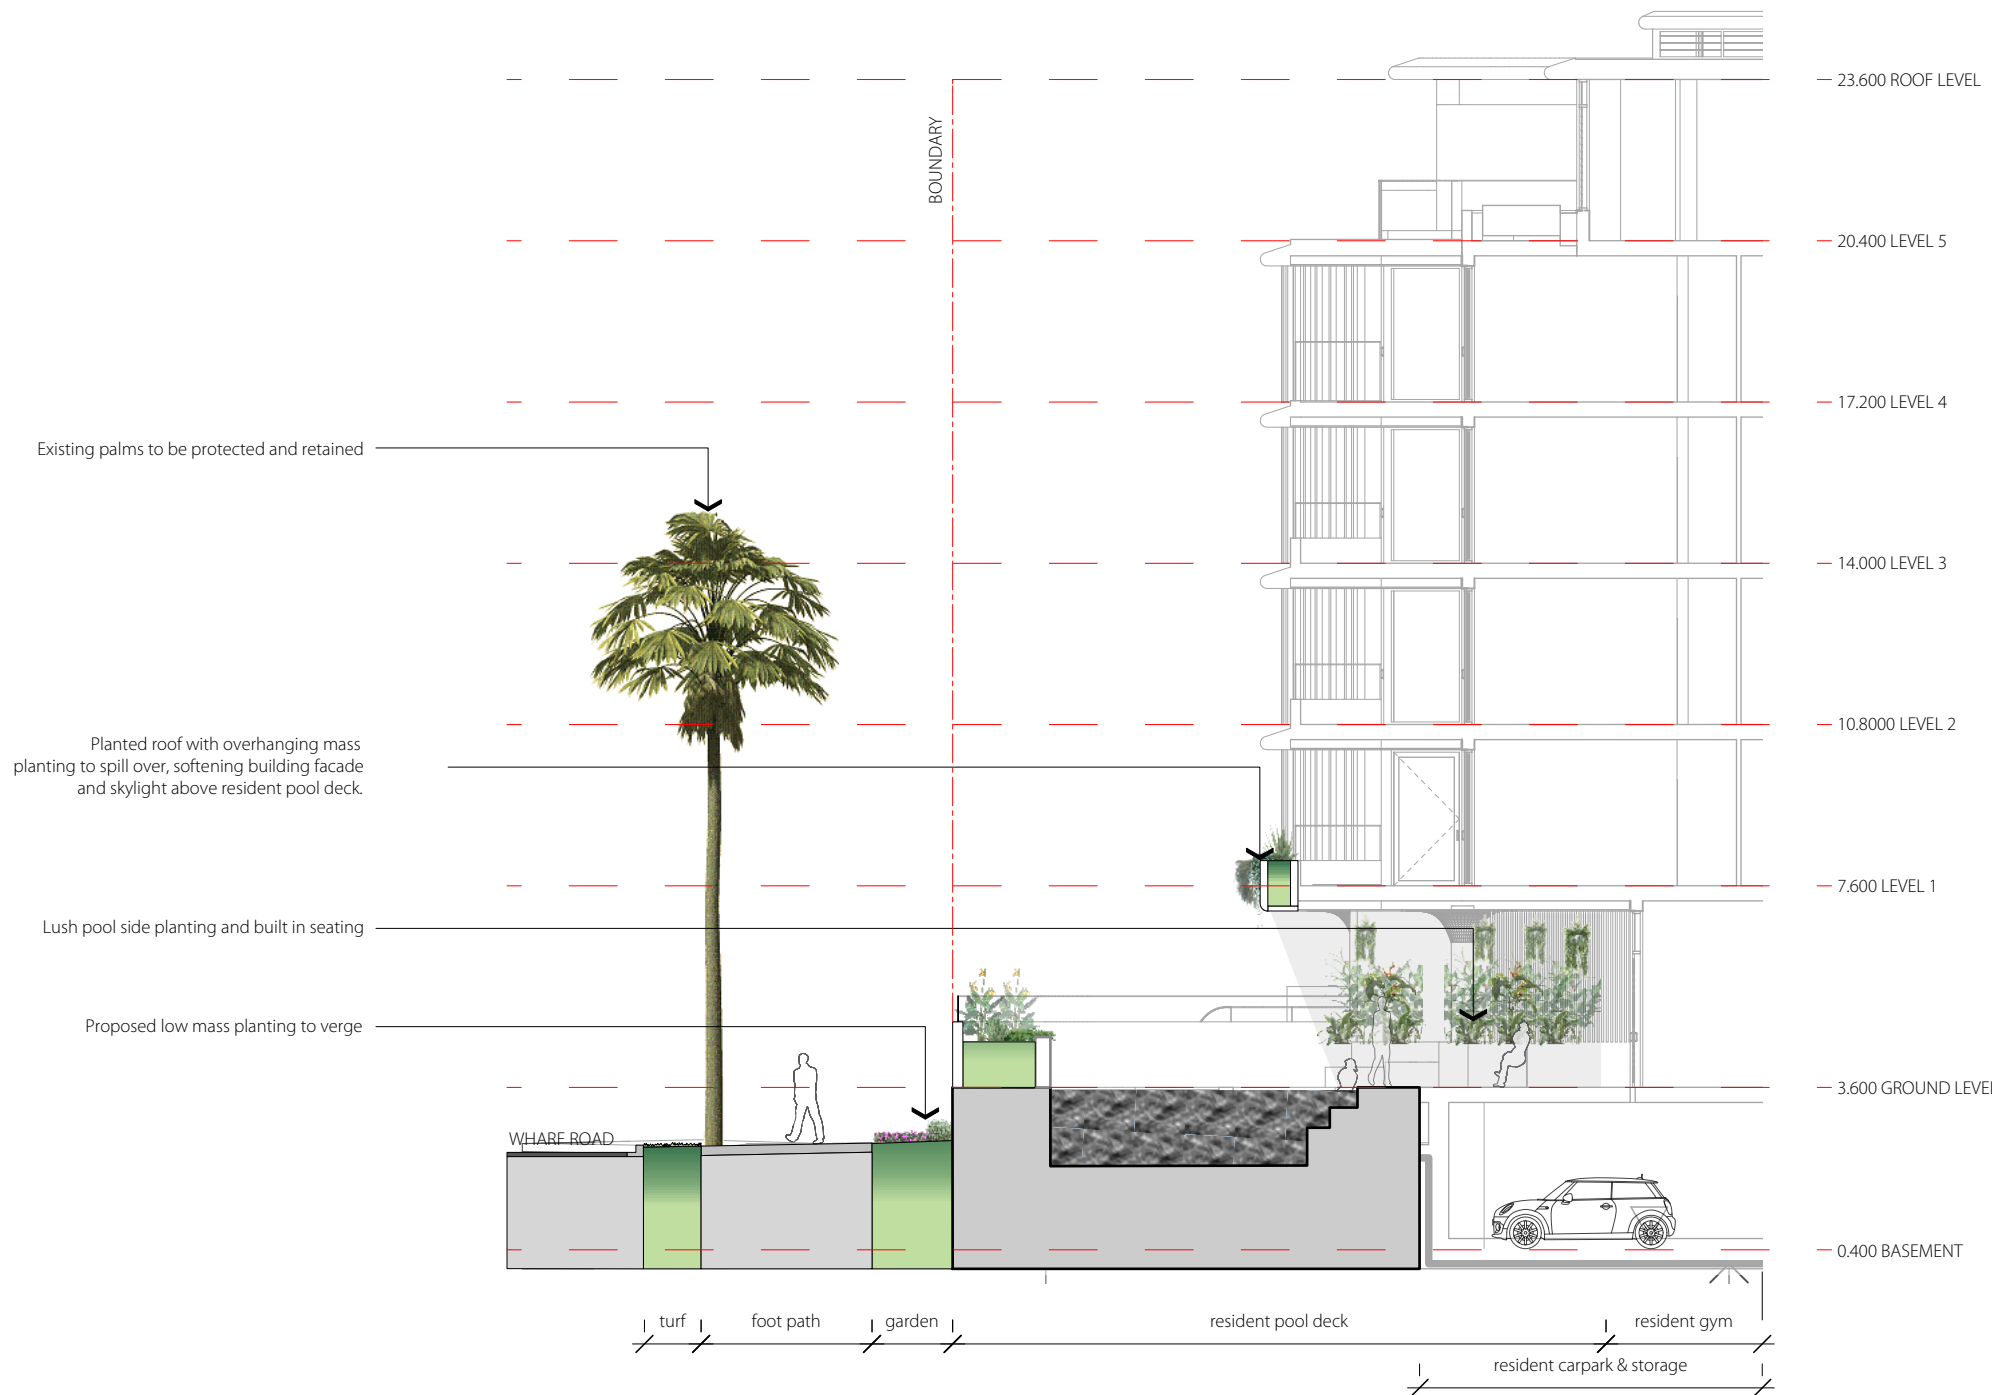 23.600 ROOF LEVEL
BOUNDARY
20.400 LEVEL 5
17.200 LEVEL 4
Existing palms to be protected and retained
14.000 LEVEL 3
10.8000 LEVEL 2
Planted roof with overhanging mass
planting to spill over, softening building facade
and skylight above resident pool deck.
7.600 LEVEL 1
Lush pool side planting and built in seating
Proposed low mass planting to verge
3.600 GROUND LEVEL
WHARF ROAD
0.400 BASEMENT
turf
foot path
garden
resident pool deck
resident gym
resident carpark & storage